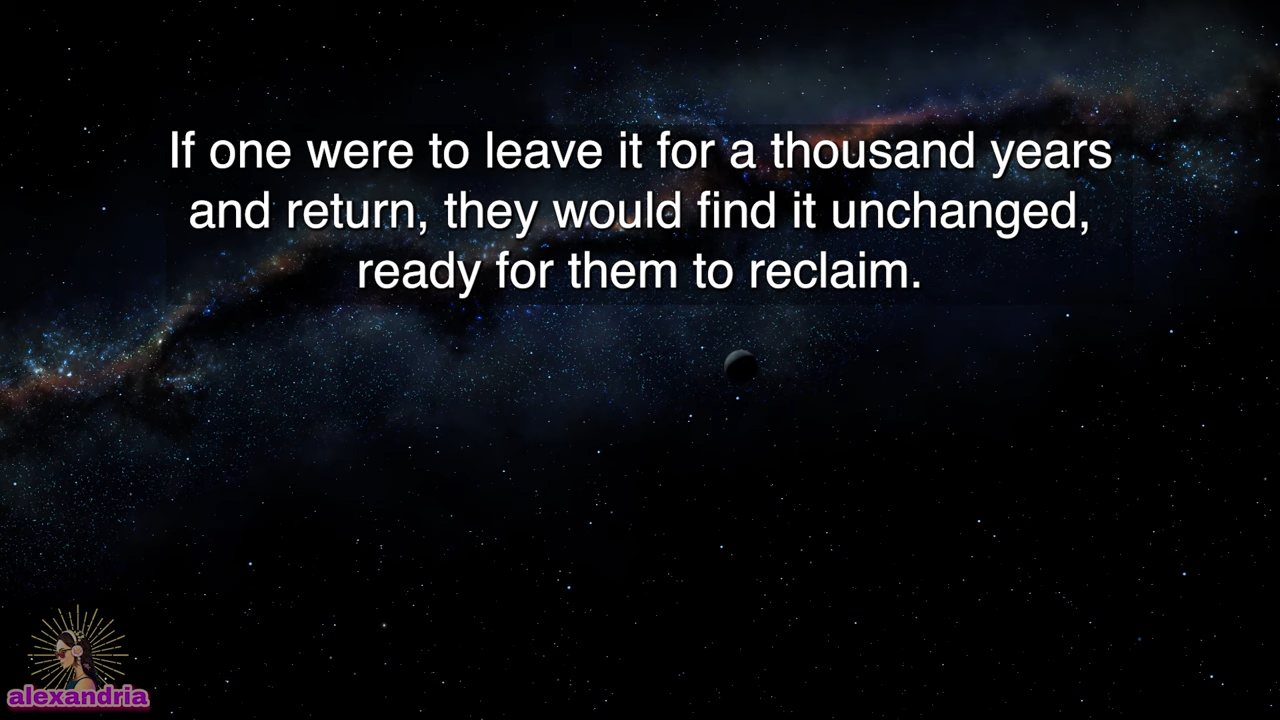 If one were to leave it for a thousand years
and return, they would find it unchanged,
ready for them to reclaim.
alexandria